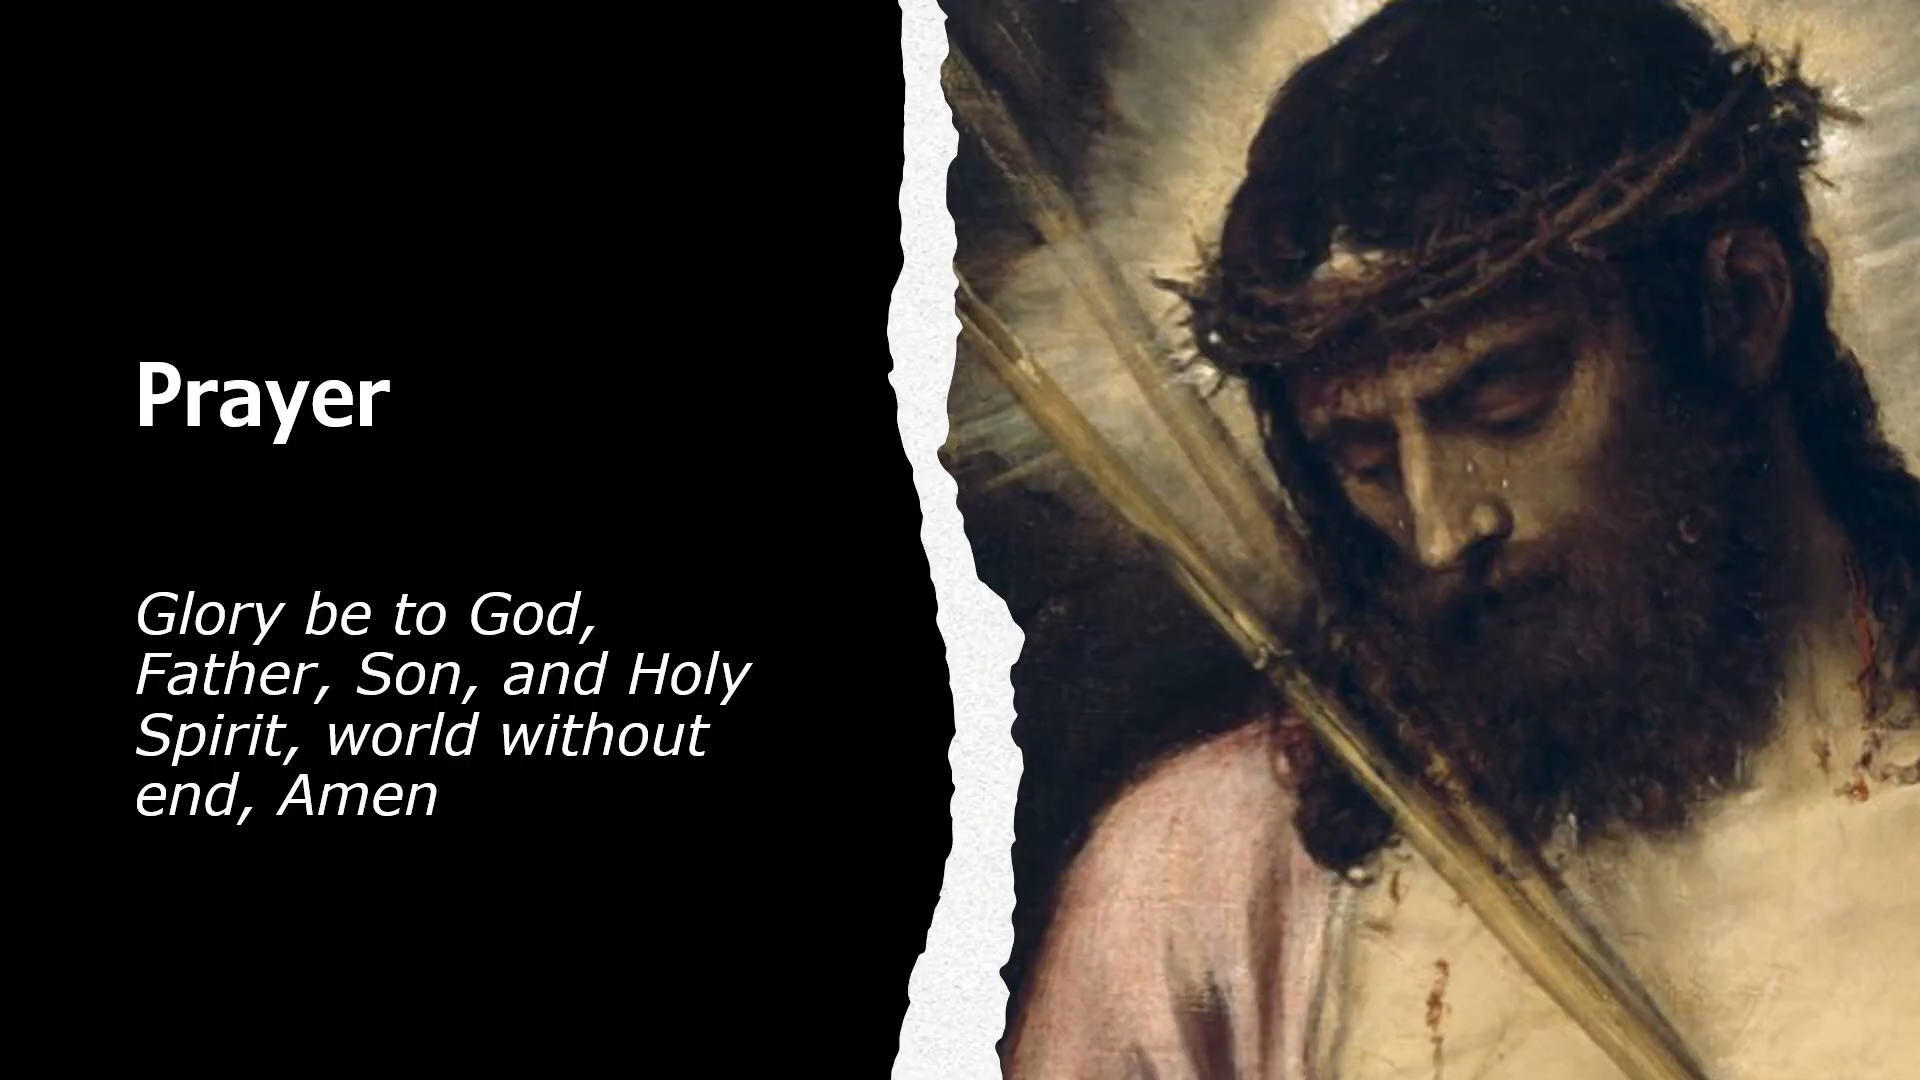 Prayer
Glory be to God,
Father, Son, and Holy
Spirit, world without
end, Amen